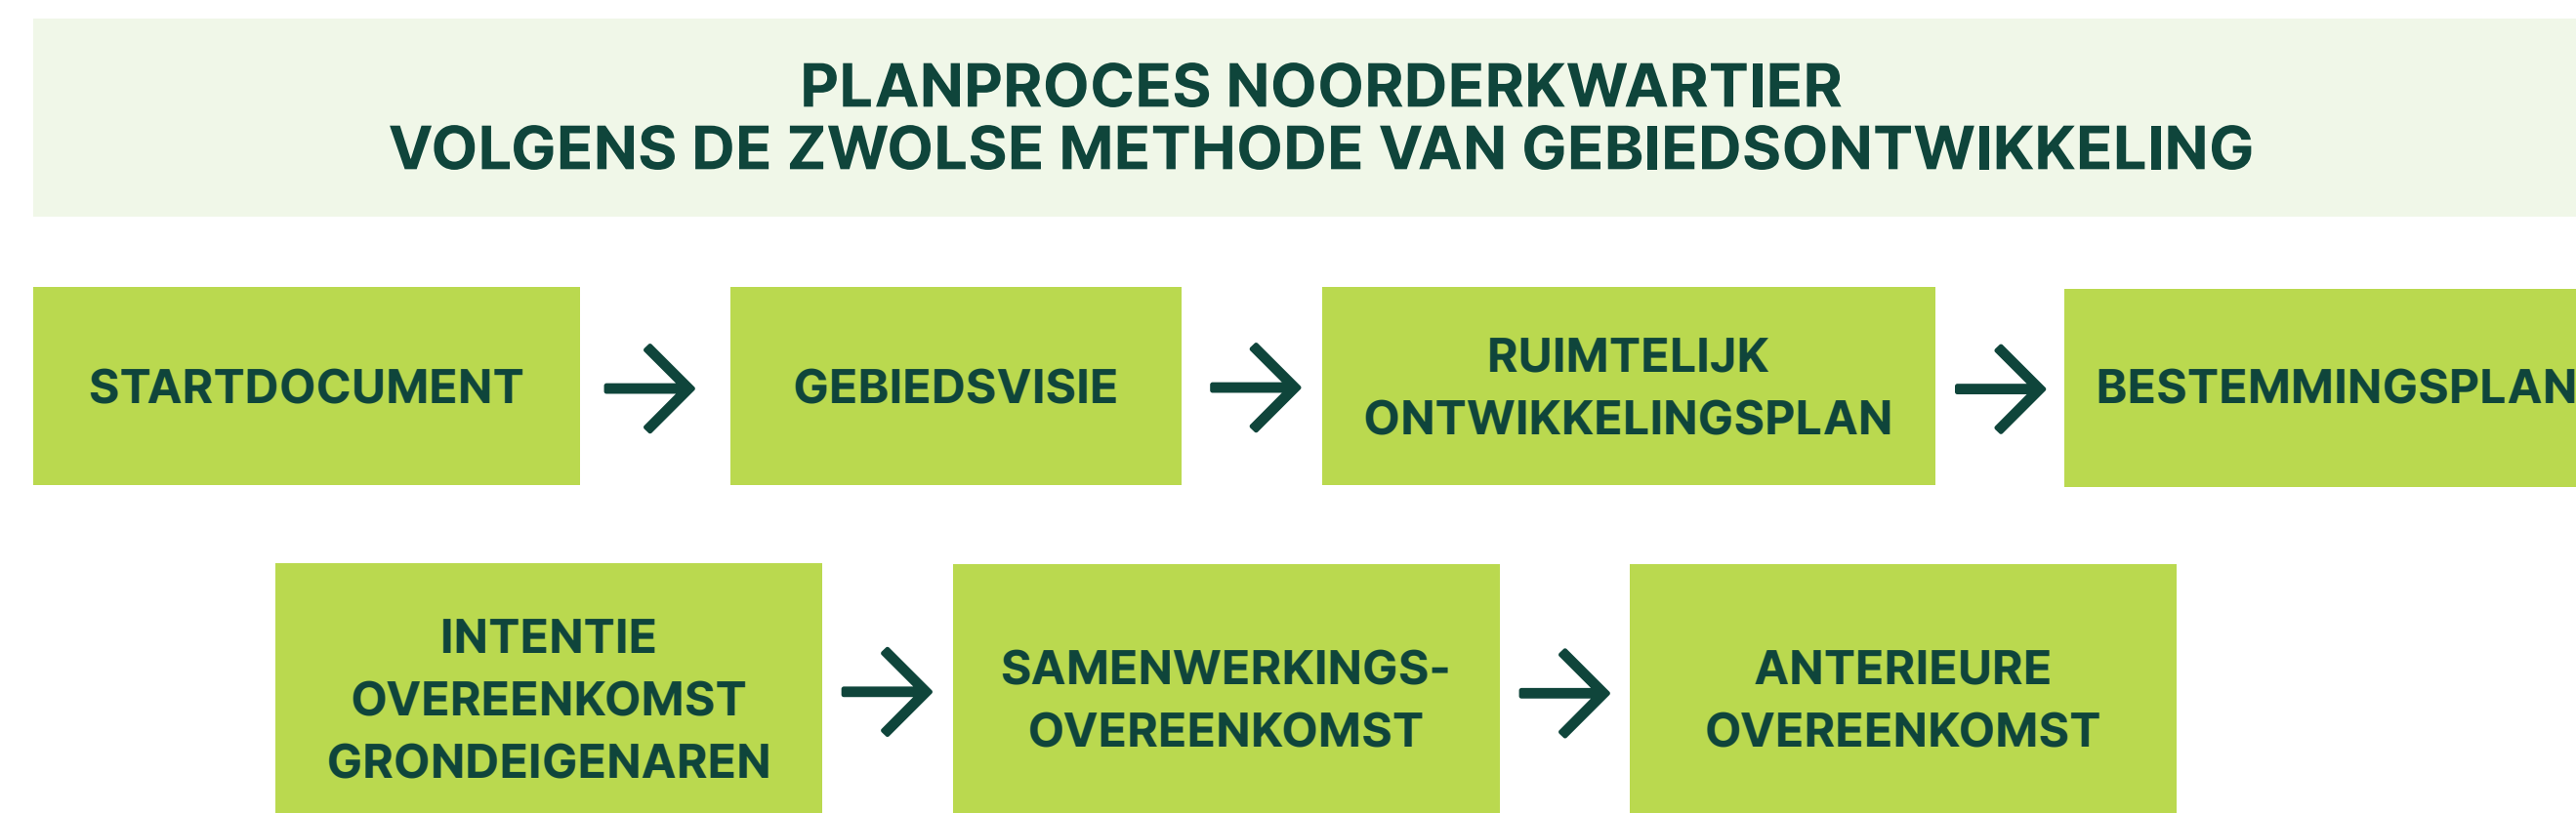 PLANPROCES NOORDERKWARTIER
VOLGENS DE ZWOLSE METHODE VAN GEBIEDSONTWIKKELING
STARTDOCUMENT
GEBIEDSVISIE
RUIMTELIJK
ONTWIKKELINGSPLAN
BESTEMMINGSPLAN
INTENTIE
OVEREENKOMST
GRONDEIGENAREN
SAMENWERKINGS-
OVEREENKOMST
ANTERIEURE
OVEREENKOMST